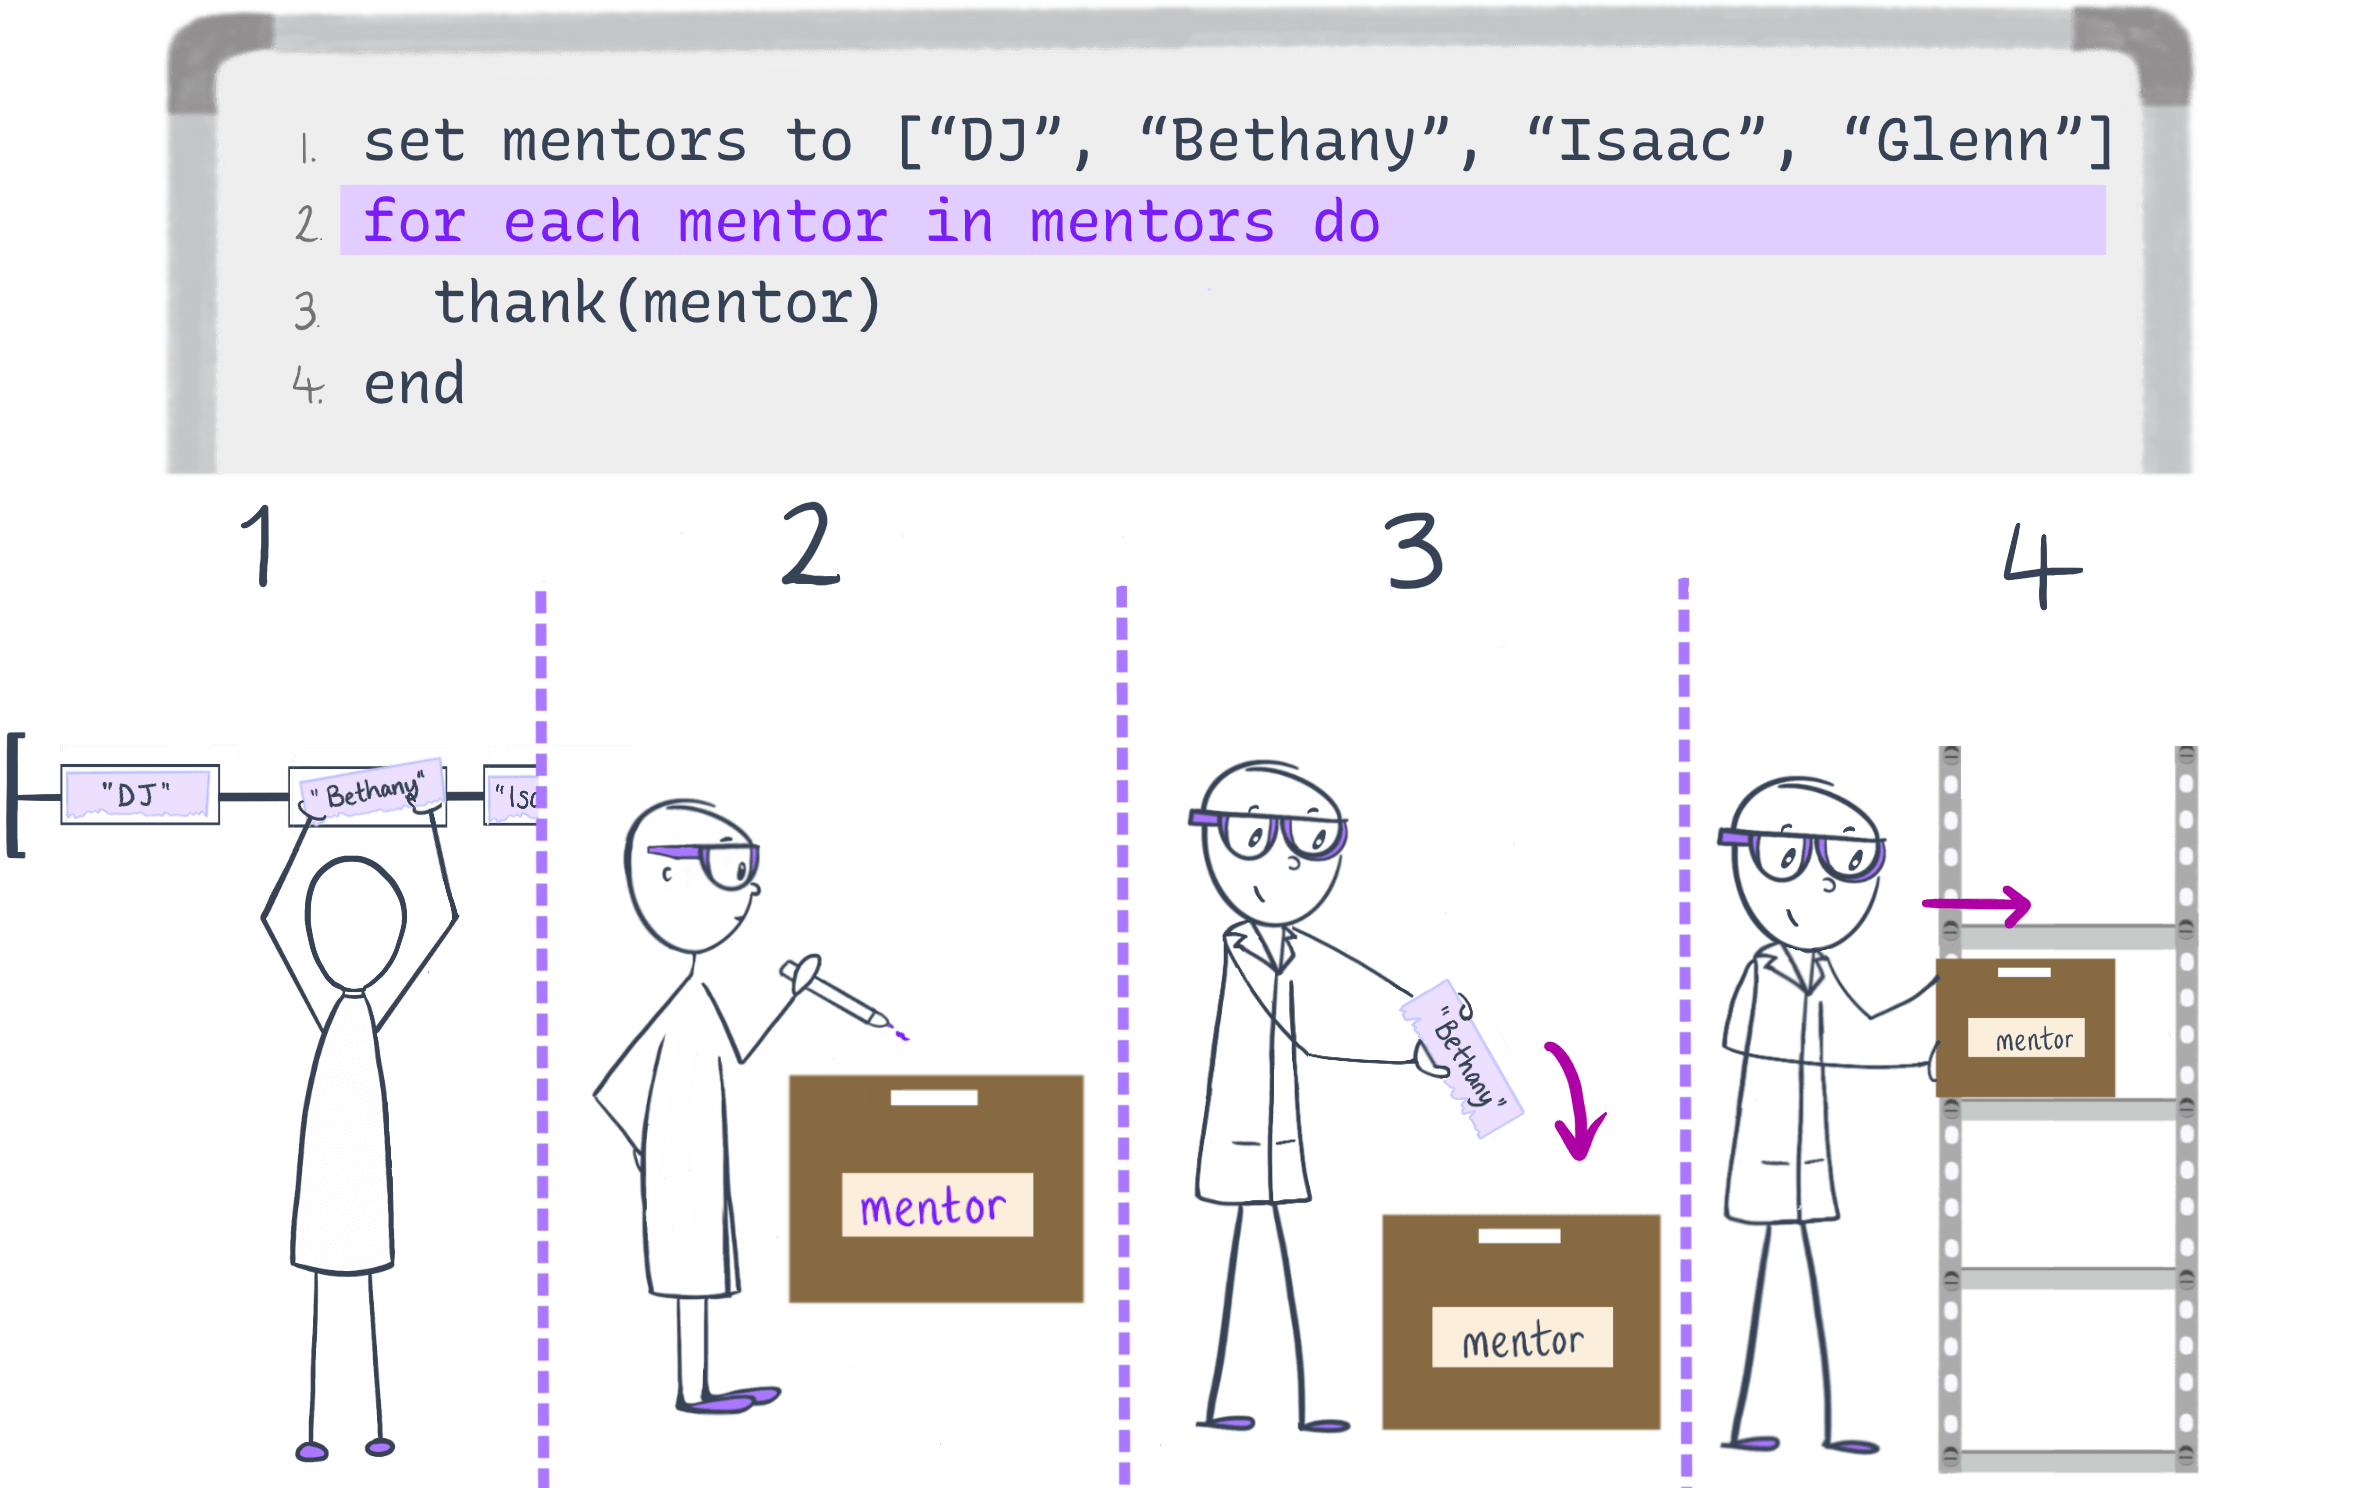 1. set mentors to [“DJ”, “Bethany”, “Isaac”, “Glenn”]
2. for each mentor in mentors do
3. thank(mentor)
4. end
1 2 3 4
[ "DJ" "Bethany" "Isa
mentor
"Bethany"
mentor
mentor